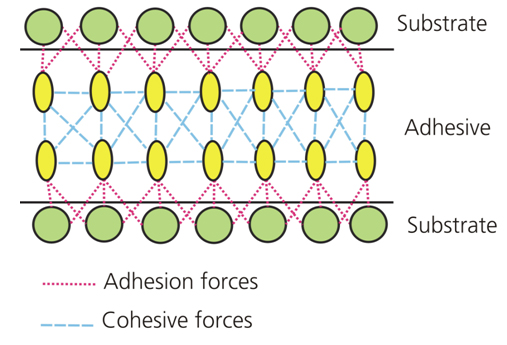 Substrate
Adhesive
Substrate
Adhesion forces
Cohesive forces